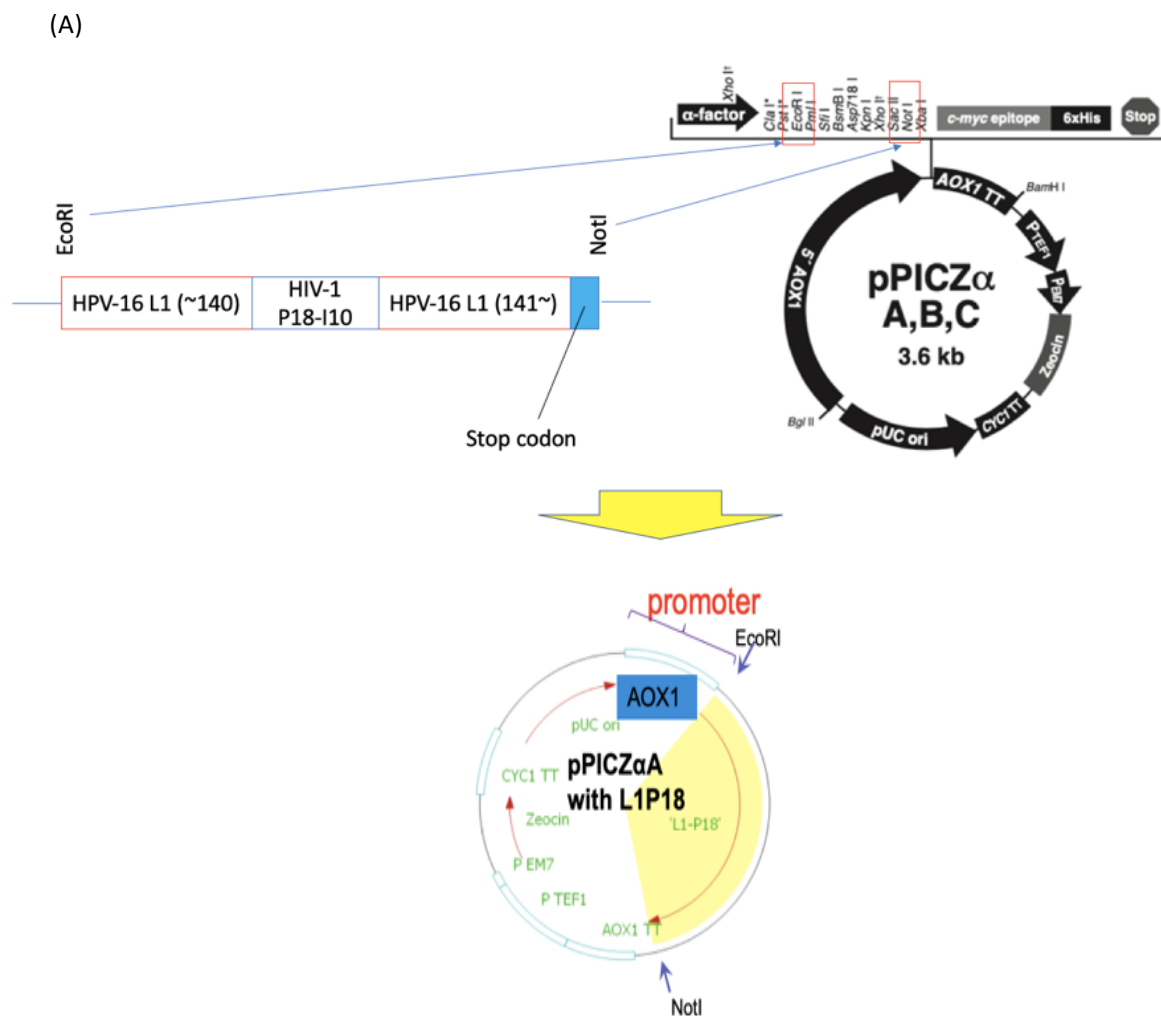 (A)
α-factor
Xho I†
Cla I*
Pst I*
EcoR I
Pml I
Sfi I
BsmB I
Asp718 I
Kpn I
Xho I†
Sac II
Not I
Xba I
c-myc epitope
6xHis
Stop
EcoRI
NotI
HPV-16 L1 (~140)
HIV-1
P18-I10
HPV-16 L1 (141~)
Stop codon
5´ AOX1
AOX1 TT
BamH I
PTEF1
PEM7
Zeocin
CYC1 TT
pUC ori
Bgl II
pPICZα
A,B,C
3.6 kb
promoter
EcoRI
AOX1
pUC ori
pPICZαA
with L1P18
CYC1 TT
'L1-P18'
Zeocin
P EM7
P TEF1
AOX1 TT
NotI